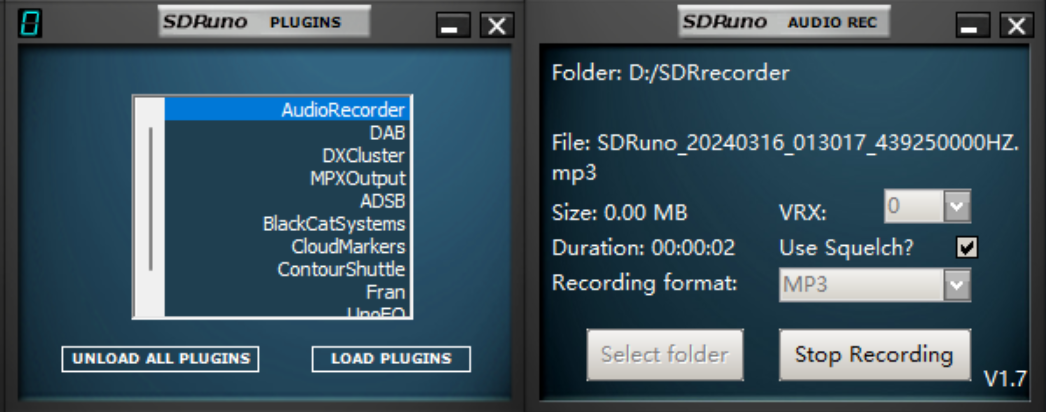 0
SDRuno PLUGINS
AudioRecorder
DAB
DXCluster
MPXOutput
ADSB
BlackCatSystems
CloudMarkers
ContourShuttle
Fran
UnoEQ
UNLOAD ALL PLUGINS
LOAD PLUGINS
SDRuno AUDIO REC
Folder: D:/SDRrecorder
File: SDRuno_20240316_013017_439250000HZ.
mp3
Size: 0.00 MB VRX: 0
Duration: 00:00:02 Use Squelch?
Recording format: MP3
Select folder Stop Recording
V1.7